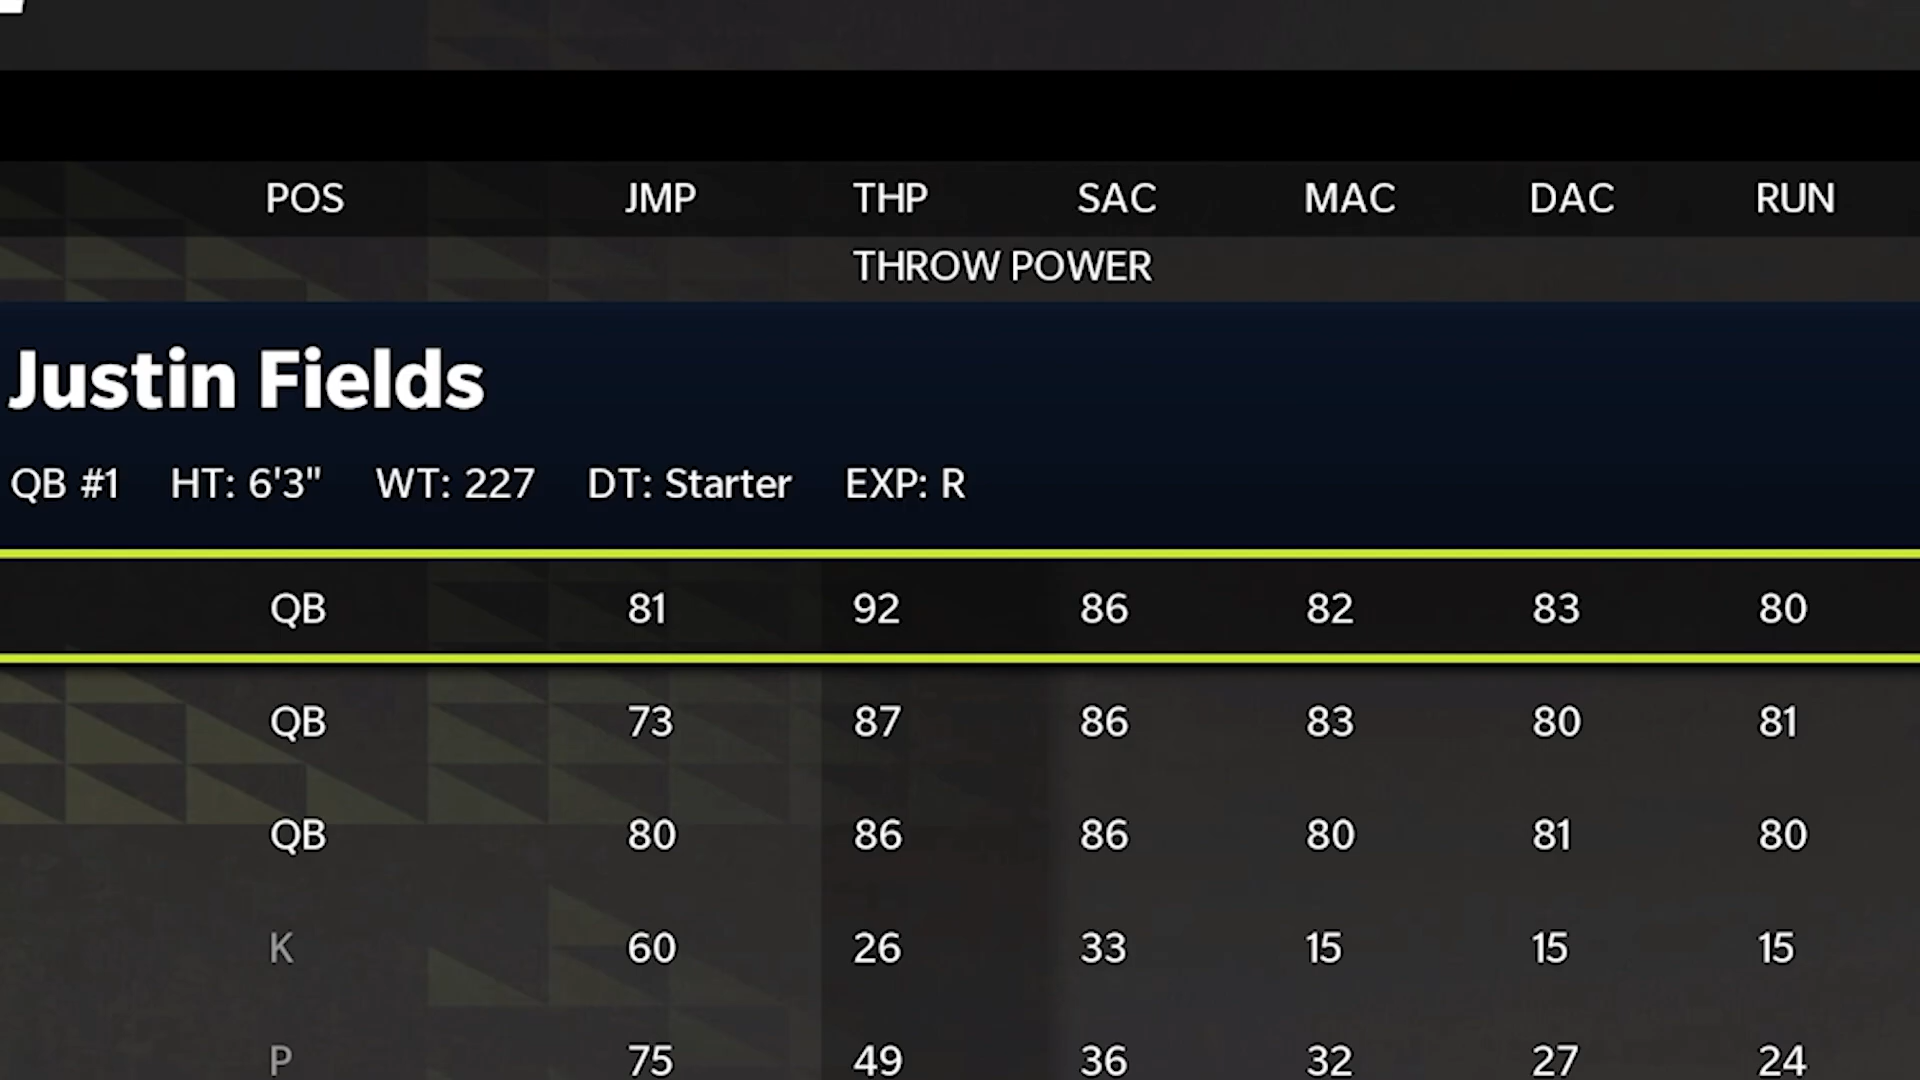 POS JMP THP SAC MAC DAC RUN
THROW POWER
Justin Fields
QB #1 HT: 6'3" WT: 227 DT: Starter EXP: R
QB 81 92 86 82 83 80
QB 73 87 86 83 80 81
QB 80 86 86 80 81 80
K 60 26 33 15 15 15
P 75 49 36 32 27 24